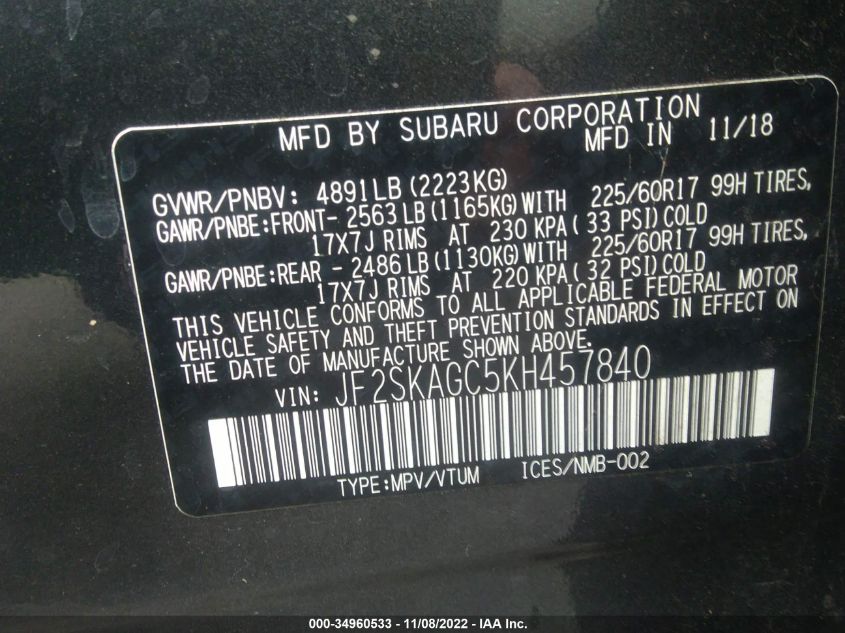 MFD BY SUBARU CORPORATION
MFD IN 11/18
GVWR/PNBV: 4891LB (2223KG)
GAWR/PNBE:FRONT- 2563 LB (1165KG) WITH 225/60R17 99H TIRES,
17X7J RIMS AT 230 KPA ( 33 PSI) COLD
GAWR/PNBE:REAR - 2486 LB (1130KG) WITH 225/60R17 99H TIRES,
17X7J RIMS AT 220 KPA ( 32 PSI) COLD
THIS VEHICLE CONFORMS TO ALL APPLICABLE FEDERAL MOTOR
VEHICLE SAFETY AND THEFT PREVENTION STANDARDS IN EFFECT ON
THE DATE OF MANUFACTURE SHOWN ABOVE.
VIN: JF2SKAGC5KH457840
TYPE:MPV/VTUM ICES/NMB-002
000-34960533 - 11/08/2022 - IAA Inc.